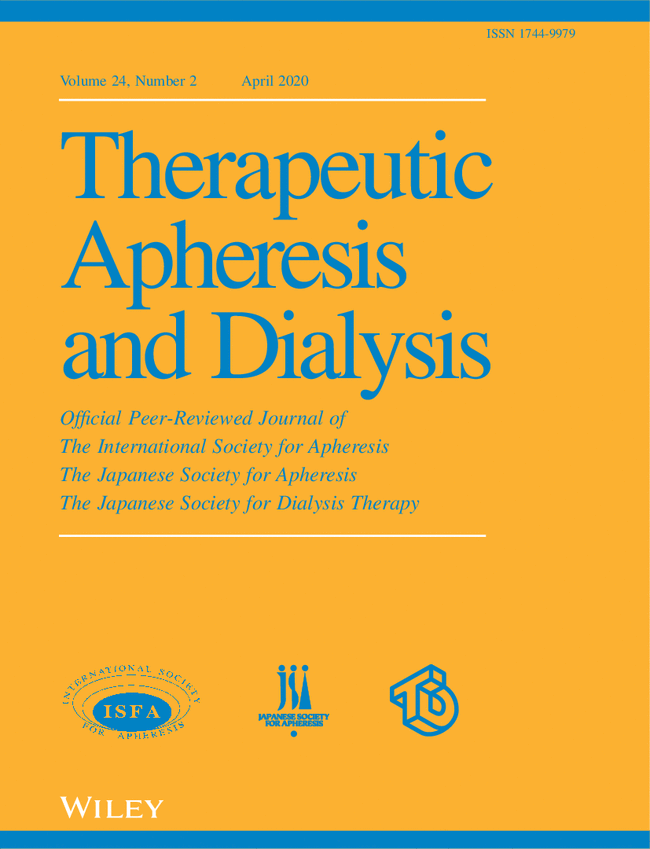 ISSN 1744-9979
Volume 24, Number 2 April 2020
Therapeutic
Apheresis
and Dialysis
Official Peer-Reviewed Journal of
The International Society for Apheresis
The Japanese Society for Apheresis
The Japanese Society for Dialysis Therapy
INTERNATIONAL SOCIETY
ISFA
FOR APHERESIS
JSA
JAPANESE SOCIETY
FOR APHERESIS
WILEY